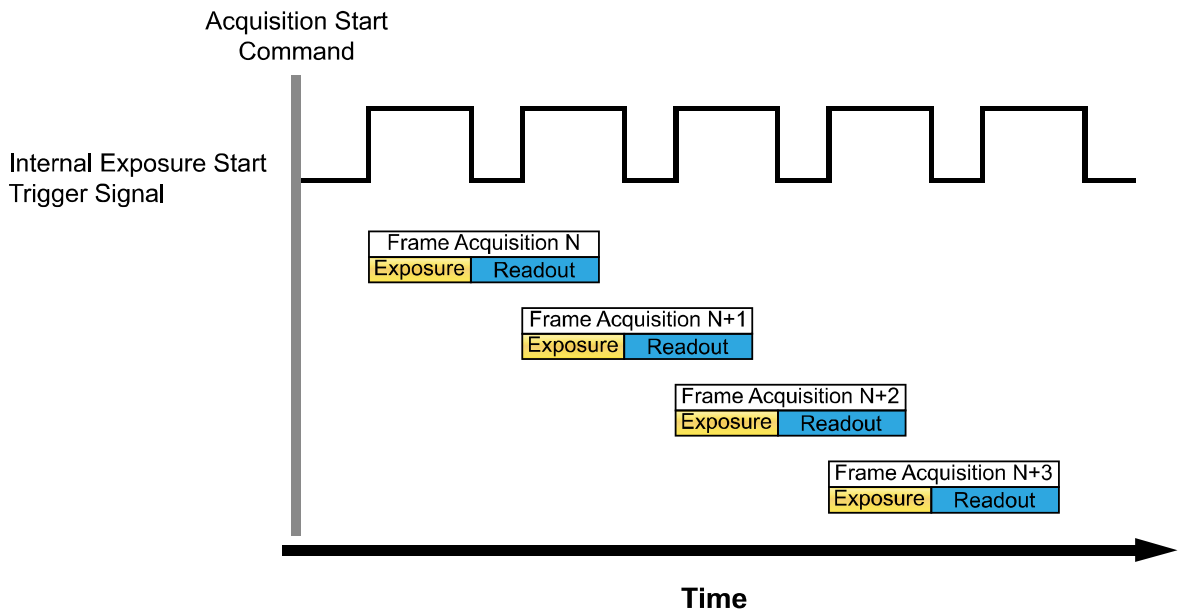 Acquisition Start
Command
Internal Exposure Start
Trigger Signal
Frame Acquisition N
Exposure Readout
Frame Acquisition N+1
Exposure Readout
Frame Acquisition N+2
Exposure Readout
Frame Acquisition N+3
Exposure Readout
Time